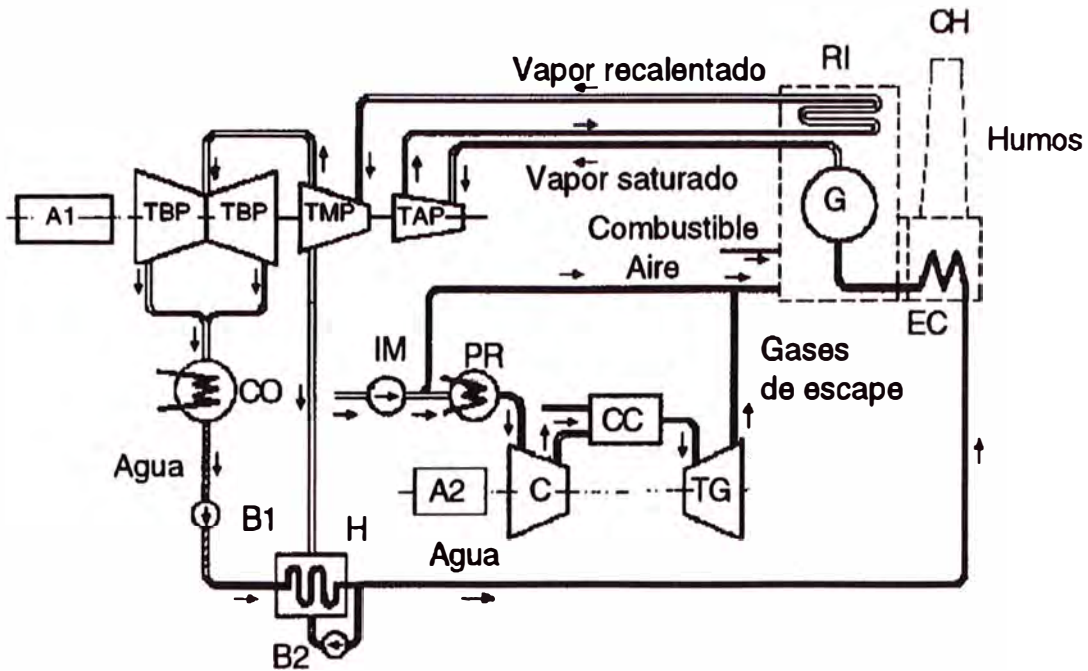 CH
RI
Vapor recalentado
Humos
Vapor saturado
G
A1
TBP
TBP
TMP
TAP
Combustible
Aire
EC
IM
PR
Gases
de escape
CO
CC
Agua
A2
C
TG
B1
H
Agua
B2